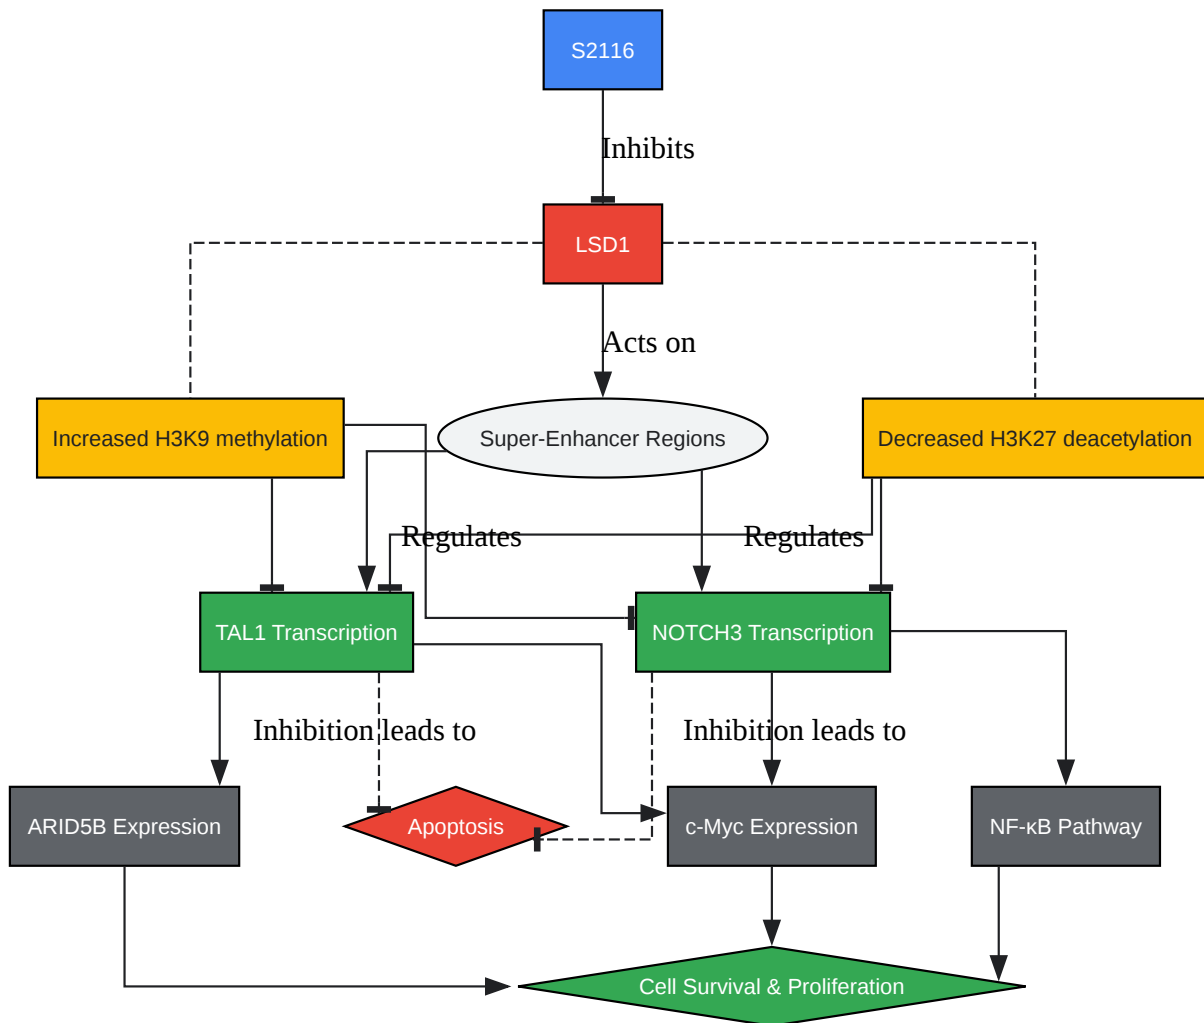 S2116
Inhibits
LSD1
Acts on
Increased H3K9 methylation
Super-Enhancer Regions
Decreased H3K27 deacetylation
Regulates
Regulates
TAL1 Transcription
NOTCH3 Transcription
Inhibition leads to
Inhibition leads to
ARID5B Expression
Apoptosis
c-Myc Expression
NF-κB Pathway
Cell Survival & Proliferation